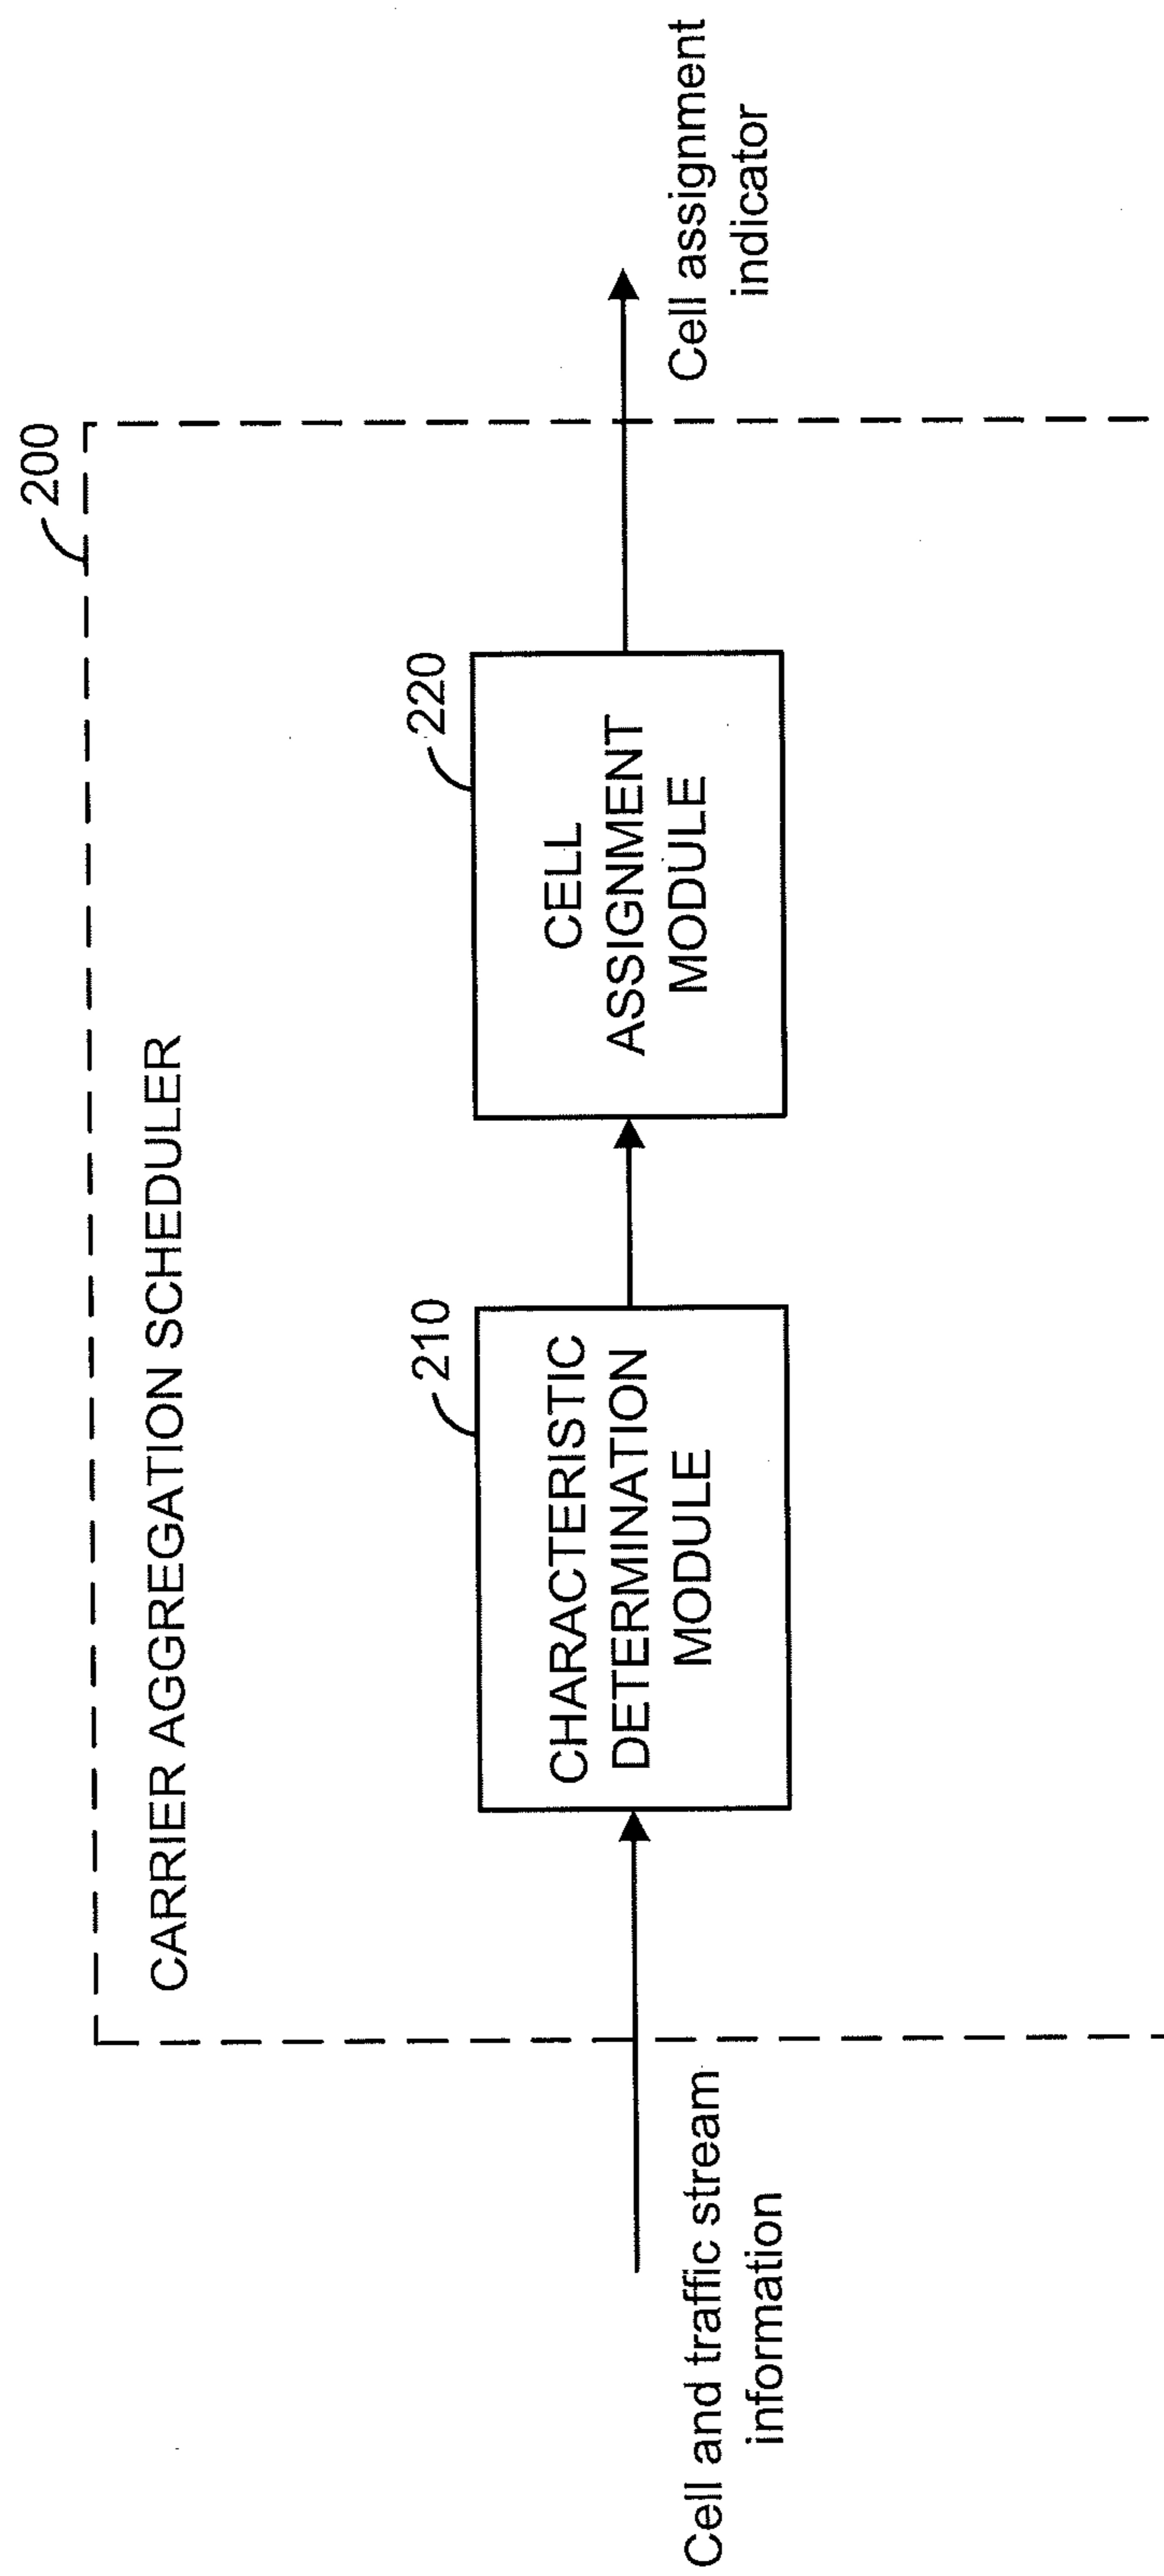 200
CARRIER AGGREGATION SCHEDULER
210
220
CHARACTERISTIC
DETERMINATION
MODULE
CELL
ASSIGNMENT
MODULE
Cell and traffic stream
information
Cell assignment
indicator